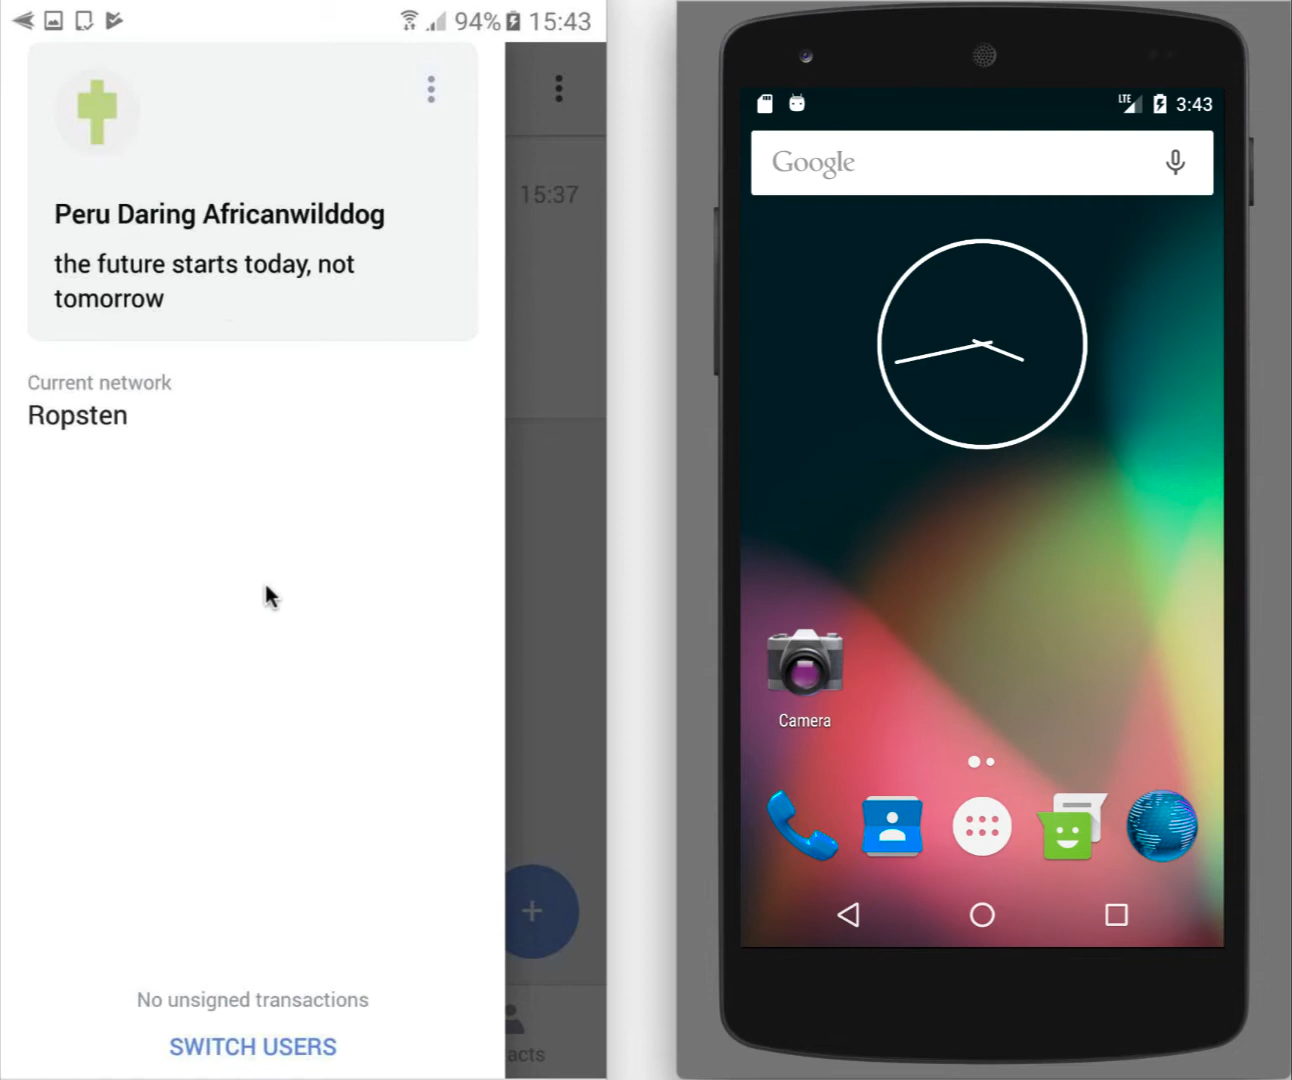 94% 15:43
Peru Daring Africanwilddog
the future starts today, not
tomorrow
Current network
Ropsten
No unsigned transactions
SWITCH USERS
15:37
+
acts
LTE 3:43
Google
Camera